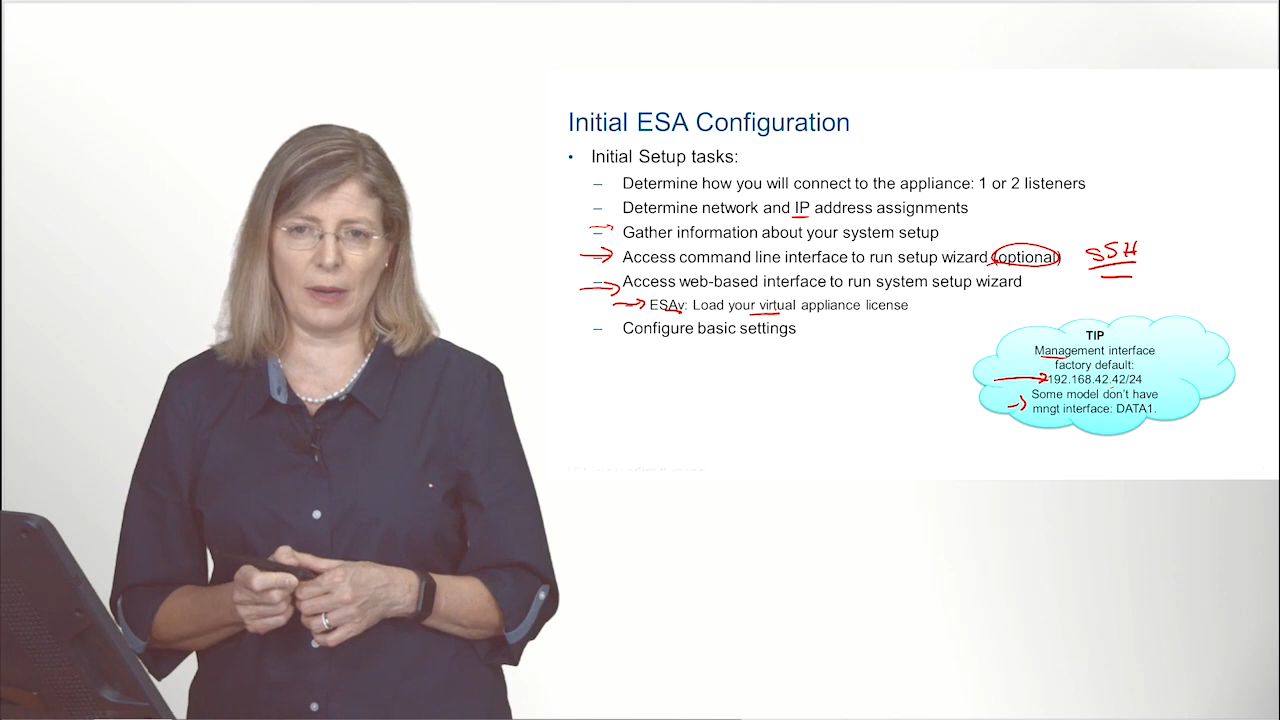 Initial ESA Configuration
• Initial Setup tasks:
– Determine how you will connect to the appliance: 1 or 2 listeners
– Determine network and IP address assignments
– Gather information about your system setup
– Access command line interface to run setup wizard (optional)
SSH
– Access web-based interface to run system setup wizard
ESAv: Load your virtual appliance license
– Configure basic settings
TIP
Management interface
factory default:
192.168.42.42/24
Some model don't have
mngt interface: DATA1.